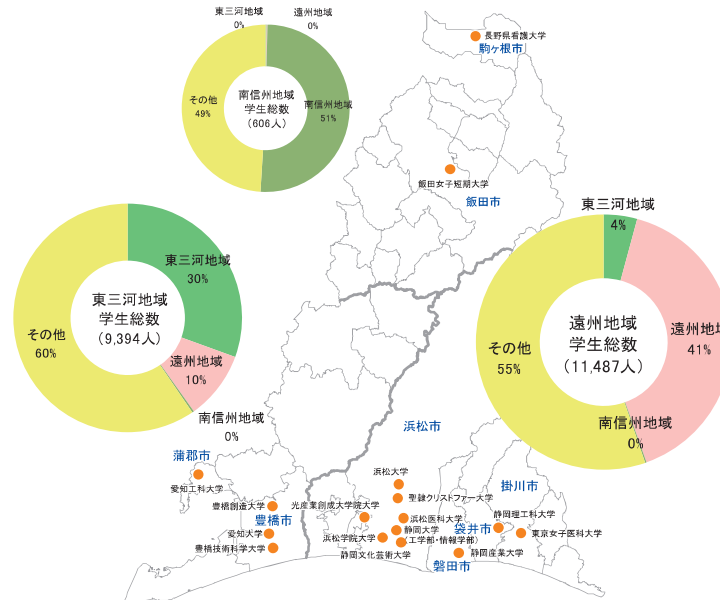 東三河地域
0%
遠州地域
0%
その他
49%
南信州地域
学生総数
(606人)
南信州地域
51%
長野県看護大学
駒ヶ根市
飯田女子短期大学
飯田市
東三河地域
30%
東三河地域
学生総数
(9,394人)
その他
60%
遠州地域
10%
南信州地域
0%
東三河地域
4%
遠州地域
41%
遠州地域
学生総数
(11,487人)
その他
55%
南信州地域
0%
浜松市
蒲郡市
愛知工科大学
豊橋創造大学
豊橋市
愛知大学
豊橋技術科学大学
浜松大学
聖隷クリストファー大学
光産業創成大学院大学
浜松医科大学
静岡大学
(工学部・情報学部)
浜松学院大学
静岡文化芸術大学
掛川市
静岡理工科大学
袋井市
東京女子医科大学
静岡産業大学
磐田市